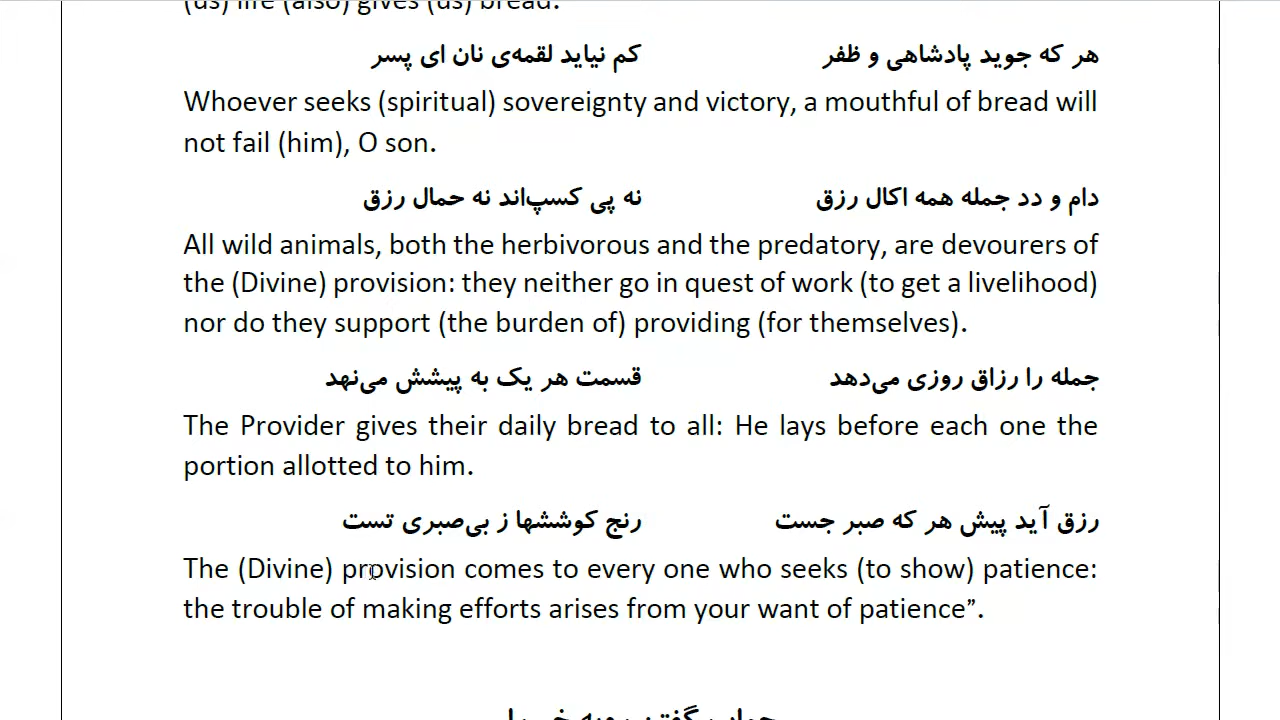 (us) life (also) gives (us) bread.
هر که جوید پادشاهی و ظفر کم نیاید لقمه‌ی نان ای پسر
Whoever seeks (spiritual) sovereignty and victory, a mouthful of bread will
not fail (him), O son.
دام و دد جمله همه اکال رزق نه پی کسپ‌اند نه حمال رزق
All wild animals, both the herbivorous and the predatory, are devourers of
the (Divine) provision: they neither go in quest of work (to get a livelihood)
nor do they support (the burden of) providing (for themselves).
جمله را رزاق روزی می‌دهد قسمت هر یک به پیشش می‌نهد
The Provider gives their daily bread to all: He lays before each one the
portion allotted to him.
رزق آید پیش هر که صبر جست رنج کوششها ز بی‌صبری تست
The (Divine) provision comes to every one who seeks (to show) patience:
the trouble of making efforts arises from your want of patience”.